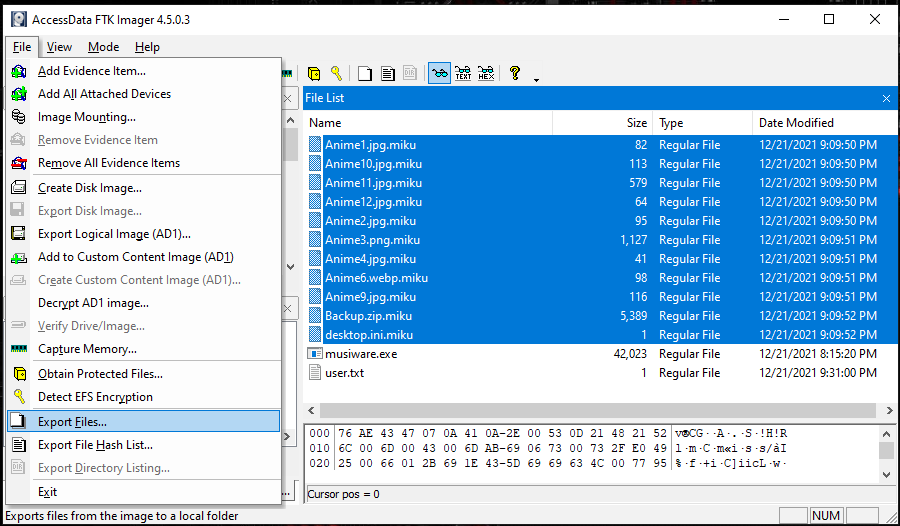 AccessData FTK Imager 4.5.0.3
File View Mode Help
Add Evidence Item...
Add All Attached Devices
Image Mounting...
Remove Evidence Item
Remove All Evidence Items
Create Disk Image...
Export Disk Image...
Export Logical Image (AD1)...
Add to Custom Content Image (AD1)
Create Custom Content Image (AD1)...
Decrypt AD1 image...
Verify Drive/Image...
Capture Memory...
Obtain Protected Files...
Detect EFS Encryption
Export Files...
Export File Hash List...
Export Directory Listing...
Exit
TEXT HEX
File List
Name Size Type Date Modified
Anime1.jpg.miku 82 Regular File 12/21/2021 9:09:50 PM
Anime10.jpg.miku 113 Regular File 12/21/2021 9:09:50 PM
Anime11.jpg.miku 579 Regular File 12/21/2021 9:09:50 PM
Anime12.jpg.miku 64 Regular File 12/21/2021 9:09:50 PM
Anime2.jpg.miku 95 Regular File 12/21/2021 9:09:50 PM
Anime3.png.miku 1,127 Regular File 12/21/2021 9:09:51 PM
Anime4.jpg.miku 41 Regular File 12/21/2021 9:09:51 PM
Anime6.webp.miku 98 Regular File 12/21/2021 9:09:51 PM
Anime9.jpg.miku 116 Regular File 12/21/2021 9:09:51 PM
Backup.zip.miku 5,389 Regular File 12/21/2021 9:09:52 PM
desktop.ini.miku 1 Regular File 12/21/2021 9:09:52 PM
musiware.exe 42,023 Regular File 12/21/2021 8:15:20 PM
user.txt 1 Regular File 12/21/2021 9:31:00 PM
000 76 AE 43 47 07 0A 41 0A-2E 00 53 0D 21 48 21 52 v®CG··A·.·S·!H!R
010 6C 00 6D 00 43 00 6D AB-69 06 73 00 73 2F E0 49 l·m·C·m«i·s·s/àI
020 25 00 66 01 2B 69 1E 43-5D 69 69 63 4C 00 77 95 %·f·+i·C]iicL·w·
Cursor pos = 0
Exports files from the image to a local folder
NUM